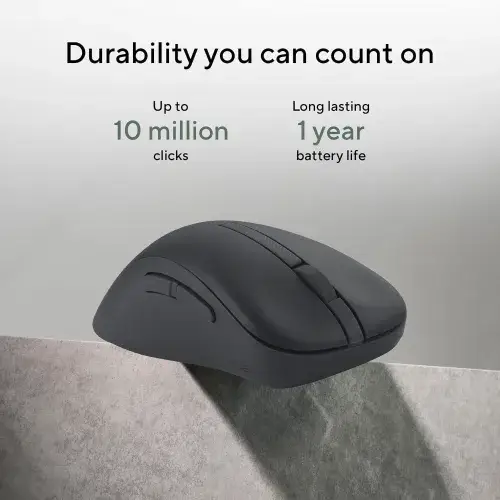 Durability you can count on
Up to
10 million
clicks
Long lasting
1 year
battery life